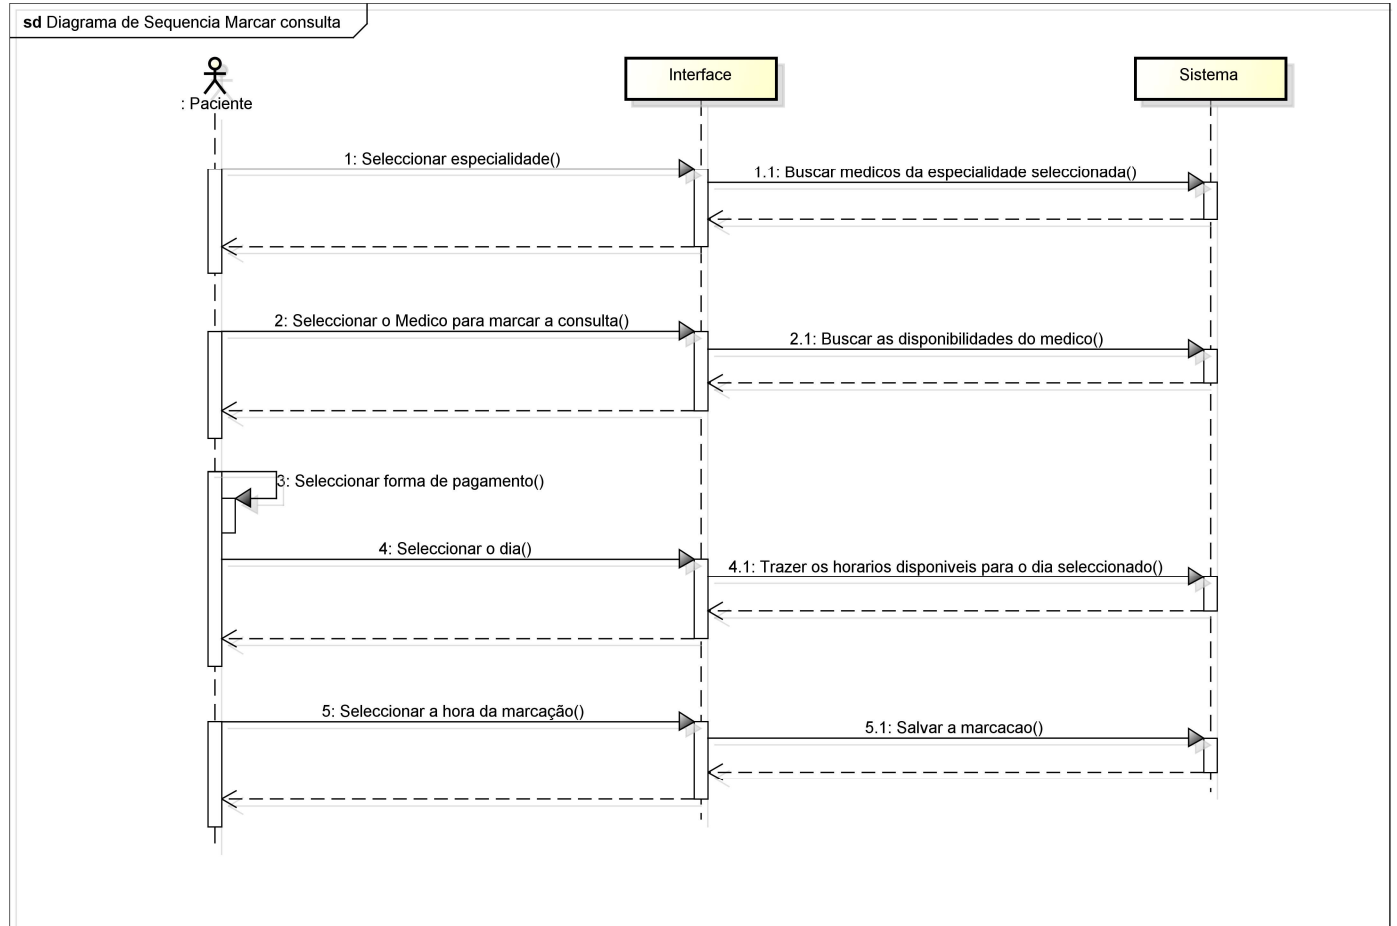 sd Diagrama de Sequencia Marcar consulta
: Paciente
Interface
Sistema
1: Seleccionar especialidade()
1.1: Buscar medicos da especialidade seleccionada()
2: Seleccionar o Medico para marcar a consulta()
2.1: Buscar as disponibilidades do medico()
3: Seleccionar forma de pagamento()
4: Seleccionar o dia()
4.1: Trazer os horarios disponiveis para o dia seleccionado()
5: Seleccionar a hora da marcação()
5.1: Salvar a marcacao()